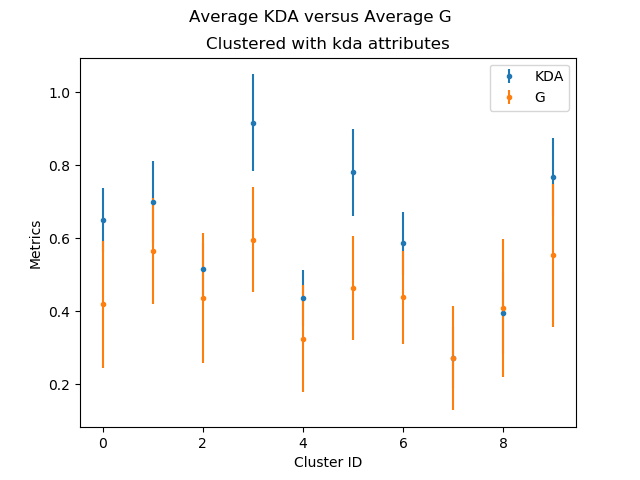 Average KDA versus Average G
Clustered with kda attributes
KDA
G
1.0
0.8
0.6
0.4
0.2
Metrics
0 2 4 6 8
Cluster ID